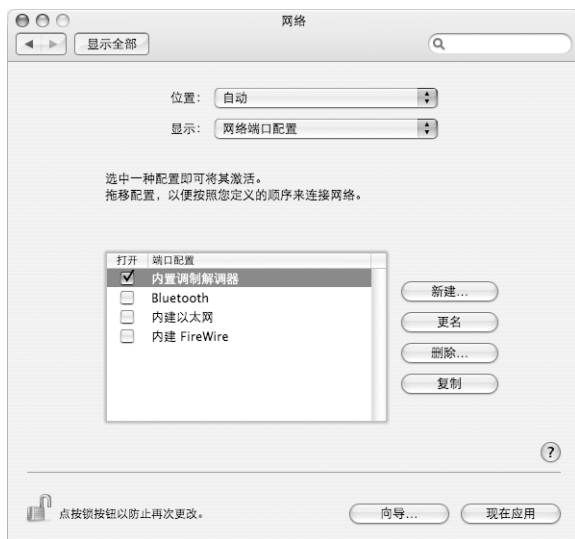 网络
显示全部
位置： 自动
显示： 网络端口配置
选中一种配置即可将其激活。
拖移配置，以便按照您定义的顺序来连接网络。
打开 端口配置
内置调制解调器
Bluetooth
内建以太网
内建 FireWire
新建...
更名
删除...
复制
?
点按锁按钮以防止再次更改。
向导...
现在应用